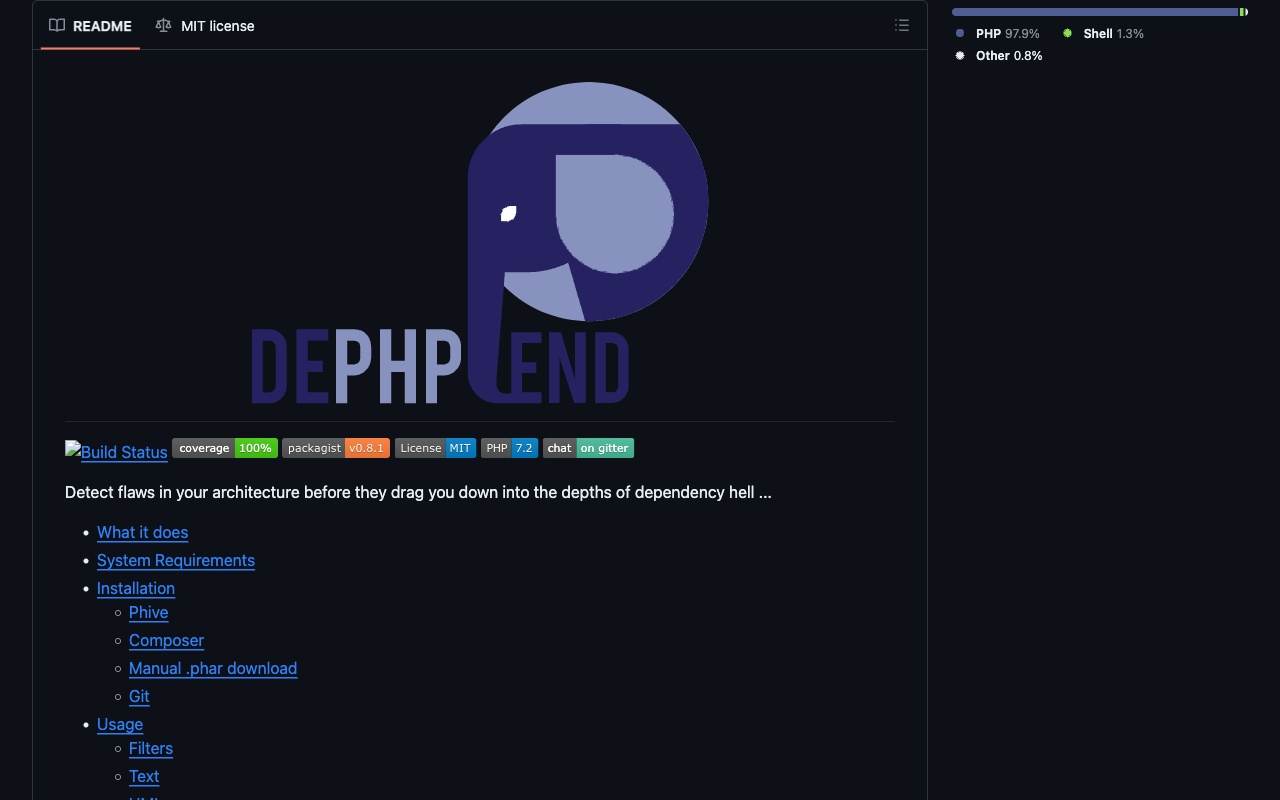 README MIT license
PHP 97.9% Shell 1.3%
Other 0.8%
DEPHPEND
Build Status coverage 100% packagist v0.8.1 License MIT PHP 7.2 chat on gitter
Detect flaws in your architecture before they drag you down into the depths of dependency hell ...
What it does
System Requirements
Installation
Phive
Composer
Manual .phar download
Git
Usage
Filters
Text